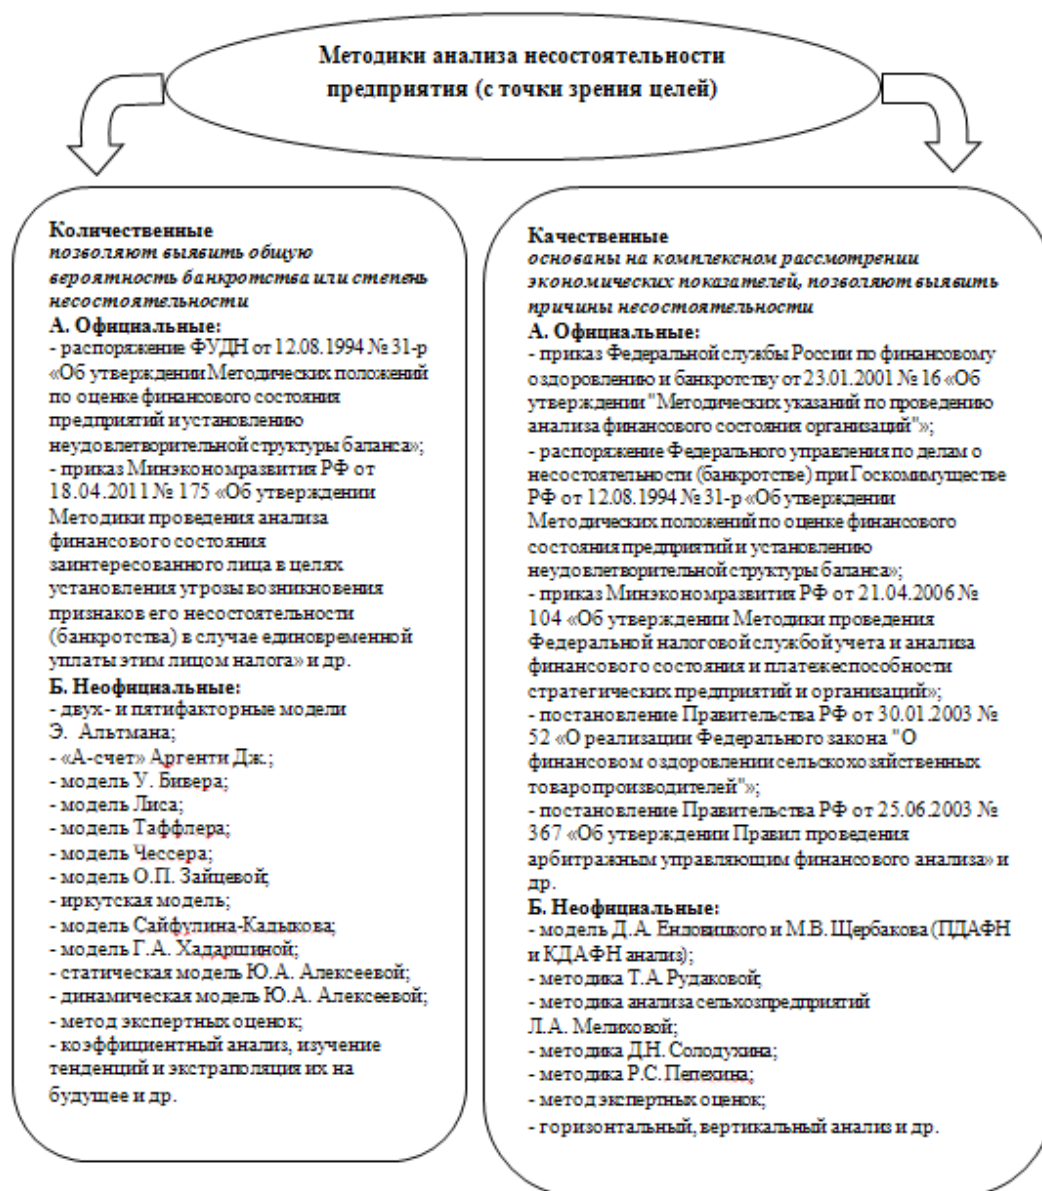 Методики анализа несостоятельности
предприятия (с точки зрения целей)
Количественные
позволяют выявить общую
вероятность банкротства или степень
несостоятельности
А. Официальные:
- распоряжение ФУДН от 12.08.1994 № 31-р
«Об утверждении Методических положений
по оценке финансового состояния
предприятий и установлению
неудовлетворительной структуры баланса»;
- приказ Минэкономразвития РФ от
18.04.2011 № 175 «Об утверждении
Методики проведения анализа
финансового состояния
заинтересованного лица в целях
установления угрозы возникновения
признаков его несостоятельности
(банкротства) в случае единовременной
уплаты этим лицом налога» и др.
Б. Неофициальные:
- двух- и пятифакторные модели
Э. Альтмана;
- «А-счет» Аргенти Дж.;
- модель У. Бивера;
- модель Лиса;
- модель Таффлера;
- модель Чессера;
- модель О.П. Зайцевой;
- иркутская модель;
- модель Сайфулина-Кадыкова;
- модель Г.А. Хадаршиной;
- статическая модель Ю.А. Алексеевой;
- динамическая модель Ю.А. Алексеевой;
- метод экспертных оценок;
- коэффициентный анализ, изучение
тенденций и экстраполяция их на
будущее и др.
Качественные
основаны на комплексном рассмотрении
экономических показателей, позволяют выявить
причины несостоятельности
А. Официальные:
- приказ Федеральной службы России по финансовому
оздоровлению и банкротству от 23.01.2001 № 16 «Об
утверждении "Методических указаний по проведению
анализа финансового состояния организаций"»;
- распоряжение Федерального управления по делам о
несостоятельности (банкротстве) при Госкомимуществе
РФ от 12.08.1994 № 31-р «Об утверждении
Методических положений по оценке финансового
состояния предприятий и установлению
неудовлетворительной структуры баланса»;
- приказ Минэкономразвития РФ от 21.04.2006 №
104 «Об утверждении Методики проведения
Федеральной налоговой службой учета и анализа
финансового состояния и платежеспособности
стратегических предприятий и организаций»;
- постановление Правительства РФ от 30.01.2003 №
52 «О реализации Федерального закона "О
финансовом оздоровлении сельскохозяйственных
товаропроизводителей"»;
- постановление Правительства РФ от 25.06.2003 №
367 «Об утверждении Правил проведения
арбитражным управляющим финансового анализа» и
др.
Б. Неофициальные:
- модель Д.А. Ендовицкого и М.В. Щербакова (ПДАФН
и КДАФН анализ);
- методика Т.А. Рудаковой;
- методика анализа сельхозпредприятий
Л.А. Мелиховой;
- методика Д.Н. Солодухина;
- методика Р.С. Пепехина;
- метод экспертных оценок;
- горизонтальный, вертикальный анализ и др.